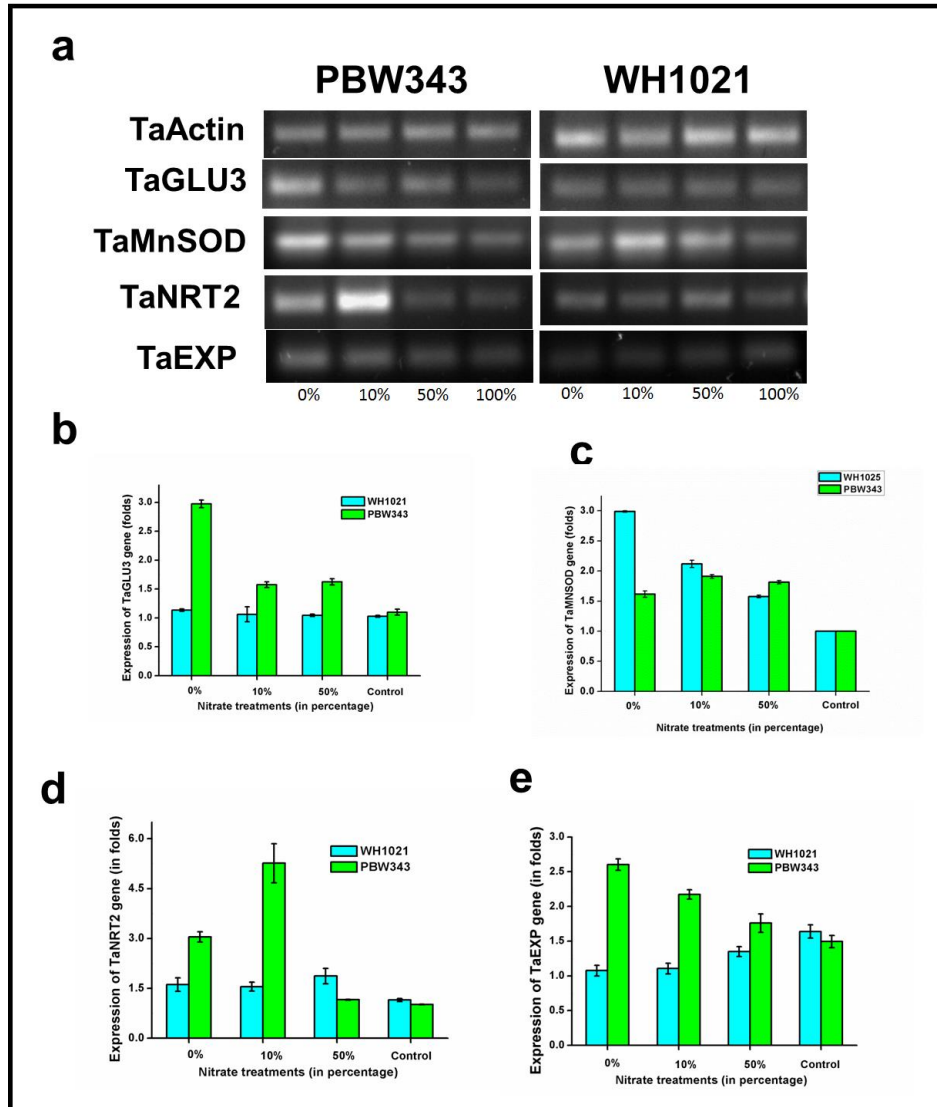 a
PBW343 WH1021
TaActin
TaGLU3
TaMnSOD
TaNRT2
TaEXP
0% 10% 50% 100% 0% 10% 50% 100%
b
Expression of TaGLU3 gene (folds)
3.0
2.5
2.0
1.5
1.0
0.5
0.0
WH1021
PBW343
0% 10% 50% Control
Nitrate treatments (in percentage)
c
Expression of TaMNSOD gene (folds)
3.0
2.5
2.0
1.5
1.0
0.5
0.0
WH1025
PBW343
0% 10% 50% Control
Nitrate treatments (in percentage)
d
Expression of TaNRT2 gene (in folds)
6.0
4.5
3.0
1.5
0.0
WH1021
PBW343
0% 10% 50% Control
Nitrate treatments (in percentage)
e
Expression of TaEXP gene (in folds)
3.0
2.5
2.0
1.5
1.0
0.5
0.0
WH1021
PBW343
0% 10% 50% Control
Nitrate treatments (in percentage)